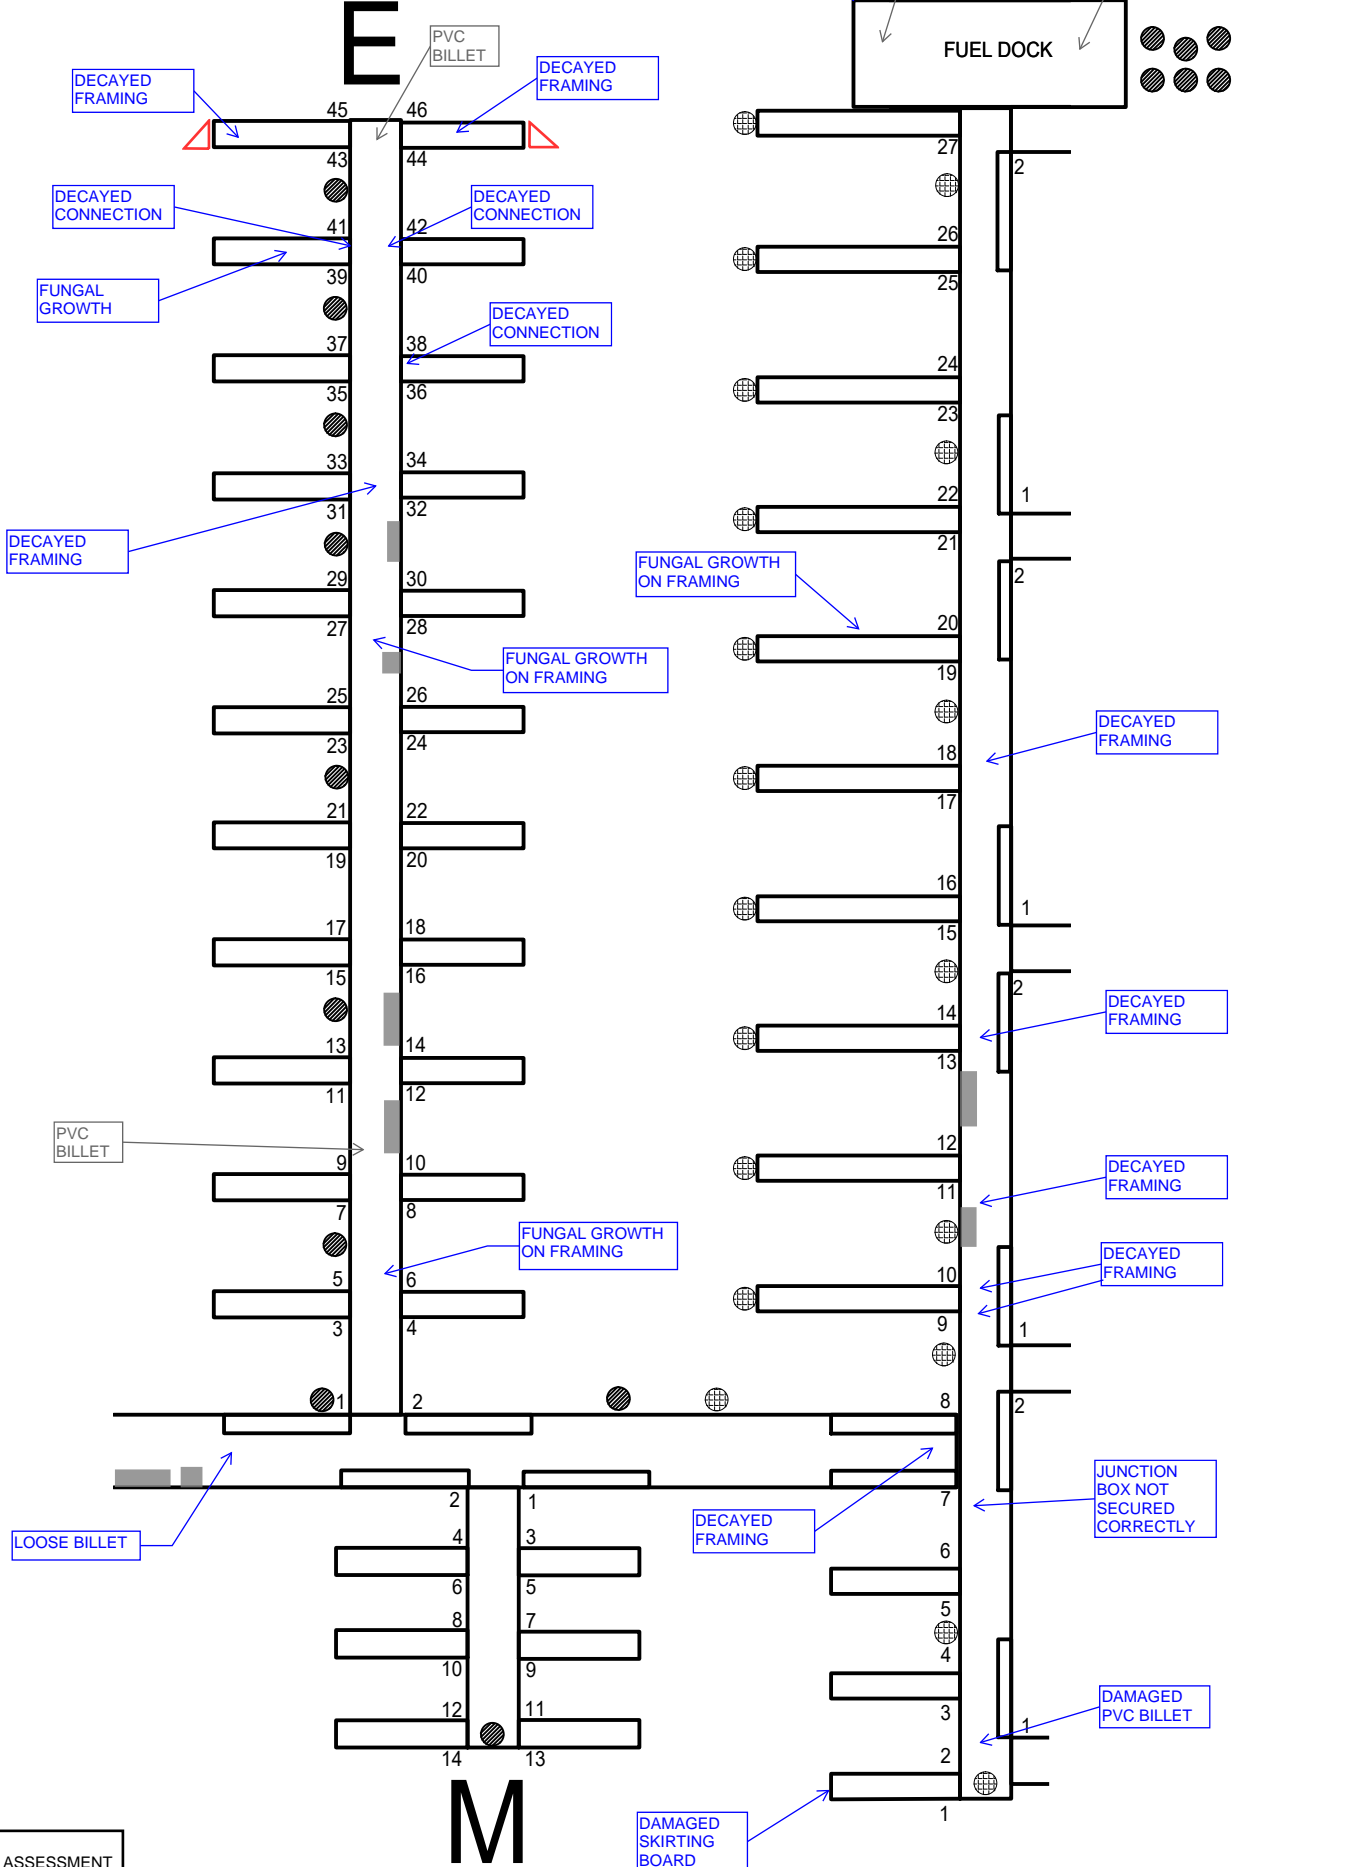 E
PVC
BILLET
FUEL DOCK
DECAYED
FRAMING
DECAYED
FRAMING
45
46
43
44
27
2
DECAYED
CONNECTION
DECAYED
CONNECTION
41
42
26
39
40
25
FUNGAL
GROWTH
DECAYED
CONNECTION
37
38
24
35
36
23
33
34
22
1
31
32
21
DECAYED
FRAMING
FUNGAL GROWTH
ON FRAMING
29
30
2
27
28
20
FUNGAL GROWTH
ON FRAMING
19
25
26
DECAYED
FRAMING
23
24
18
21
22
17
19
20
16
1
17
18
15
15
16
2
DECAYED
FRAMING
13
14
14
11
12
13
PVC
BILLET
12
9
10
DECAYED
FRAMING
11
7
8
FUNGAL GROWTH
ON FRAMING
DECAYED
FRAMING
5
6
10
3
4
9
1
1
2
8
2
JUNCTION
BOX NOT
SECURED
CORRECTLY
2
1
7
DECAYED
FRAMING
LOOSE BILLET
4
3
6
6
5
5
8
7
4
10
9
3
DAMAGED
PVC BILLET
12
11
1
14
13
2
M
1
DAMAGED
SKIRTING
BOARD
ASSESSMENT